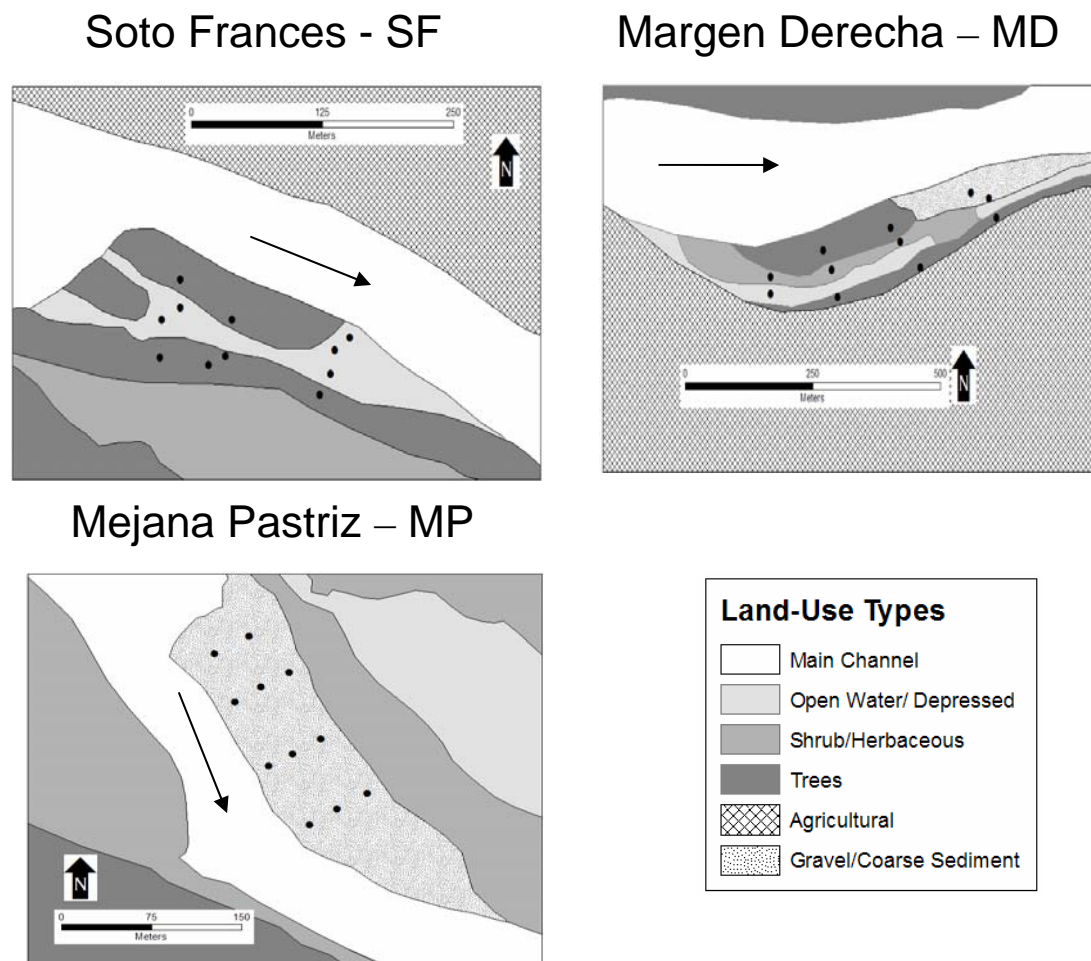 Soto Frances - SF
Margen Derecha – MD
0 125 250
Meters
N
0 250 500
Meters
N
Mejana Pastriz – MP
N
0 75 150
Meters
Land-Use Types
Main Channel
Open Water/ Depressed
Shrub/Herbaceous
Trees
Agricultural
Gravel/Coarse Sediment